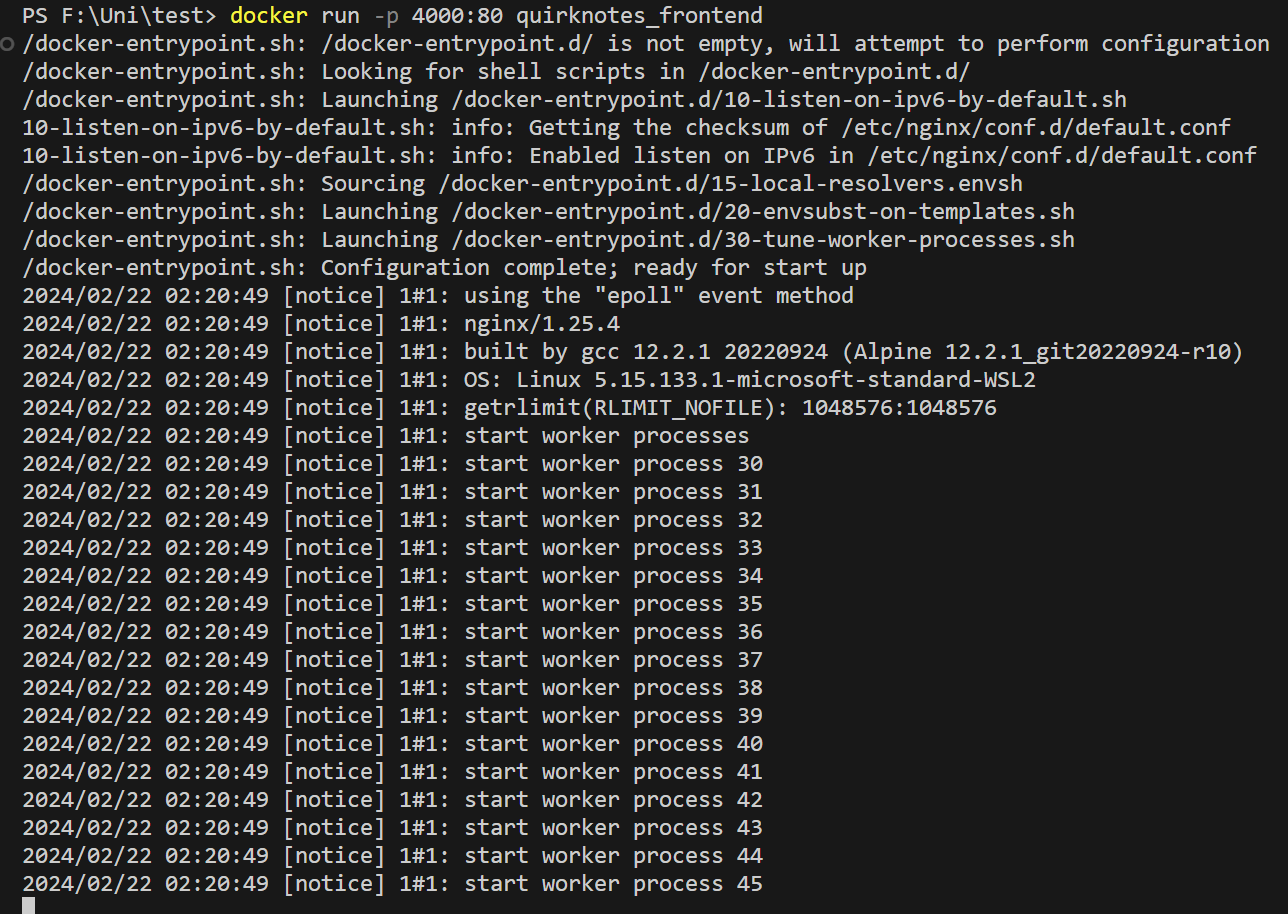 PS F:\Uni\test> docker run -p 4000:80 quirknotes_frontend
/docker-entrypoint.sh: /docker-entrypoint.d/ is not empty, will attempt to perform configuration
/docker-entrypoint.sh: Looking for shell scripts in /docker-entrypoint.d/
/docker-entrypoint.sh: Launching /docker-entrypoint.d/10-listen-on-ipv6-by-default.sh
10-listen-on-ipv6-by-default.sh: info: Getting the checksum of /etc/nginx/conf.d/default.conf
10-listen-on-ipv6-by-default.sh: info: Enabled listen on IPv6 in /etc/nginx/conf.d/default.conf
/docker-entrypoint.sh: Sourcing /docker-entrypoint.d/15-local-resolvers.envsh
/docker-entrypoint.sh: Launching /docker-entrypoint.d/20-envsubst-on-templates.sh
/docker-entrypoint.sh: Launching /docker-entrypoint.d/30-tune-worker-processes.sh
/docker-entrypoint.sh: Configuration complete; ready for start up
2024/02/22 02:20:49 [notice] 1#1: using the "epoll" event method
2024/02/22 02:20:49 [notice] 1#1: nginx/1.25.4
2024/02/22 02:20:49 [notice] 1#1: built by gcc 12.2.1 20220924 (Alpine 12.2.1_git20220924-r10)
2024/02/22 02:20:49 [notice] 1#1: OS: Linux 5.15.133.1-microsoft-standard-WSL2
2024/02/22 02:20:49 [notice] 1#1: getrlimit(RLIMIT_NOFILE): 1048576:1048576
2024/02/22 02:20:49 [notice] 1#1: start worker processes
2024/02/22 02:20:49 [notice] 1#1: start worker process 30
2024/02/22 02:20:49 [notice] 1#1: start worker process 31
2024/02/22 02:20:49 [notice] 1#1: start worker process 32
2024/02/22 02:20:49 [notice] 1#1: start worker process 33
2024/02/22 02:20:49 [notice] 1#1: start worker process 34
2024/02/22 02:20:49 [notice] 1#1: start worker process 35
2024/02/22 02:20:49 [notice] 1#1: start worker process 36
2024/02/22 02:20:49 [notice] 1#1: start worker process 37
2024/02/22 02:20:49 [notice] 1#1: start worker process 38
2024/02/22 02:20:49 [notice] 1#1: start worker process 39
2024/02/22 02:20:49 [notice] 1#1: start worker process 40
2024/02/22 02:20:49 [notice] 1#1: start worker process 41
2024/02/22 02:20:49 [notice] 1#1: start worker process 42
2024/02/22 02:20:49 [notice] 1#1: start worker process 43
2024/02/22 02:20:49 [notice] 1#1: start worker process 44
2024/02/22 02:20:49 [notice] 1#1: start worker process 45